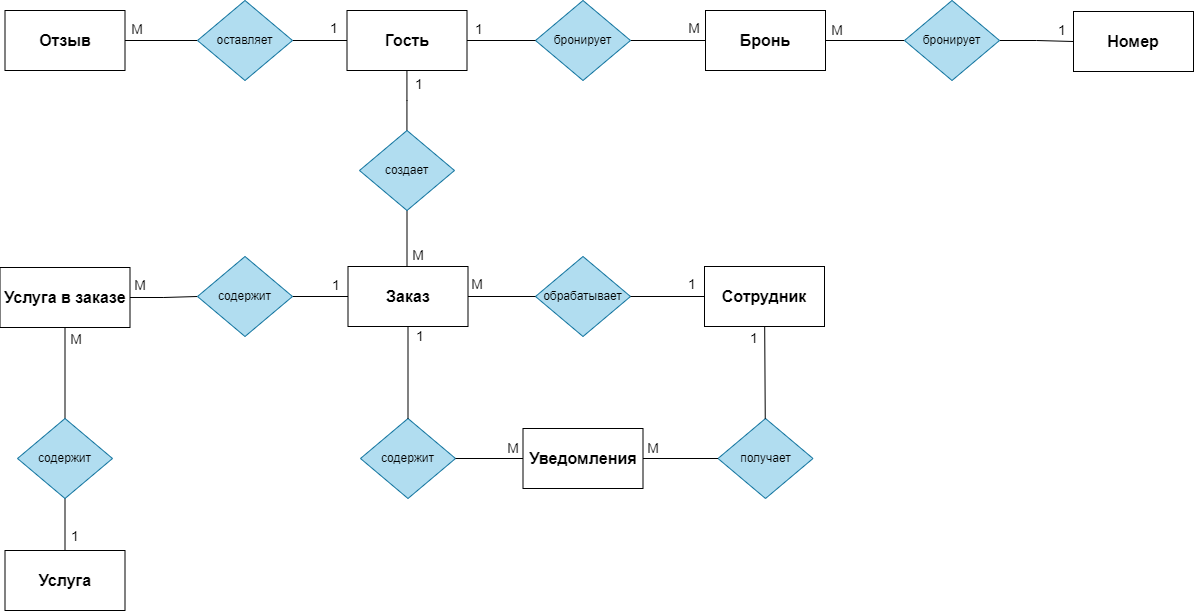 Отзыв M оставляет 1 Гость 1 бронирует M Бронь M бронирует 1 Номер
1
создает
M
Услуга в заказе M содержит 1 Заказ M обрабатывает 1 Сотрудник
M 1 1
содержит содержит M Уведомления M получает
1
Услуга